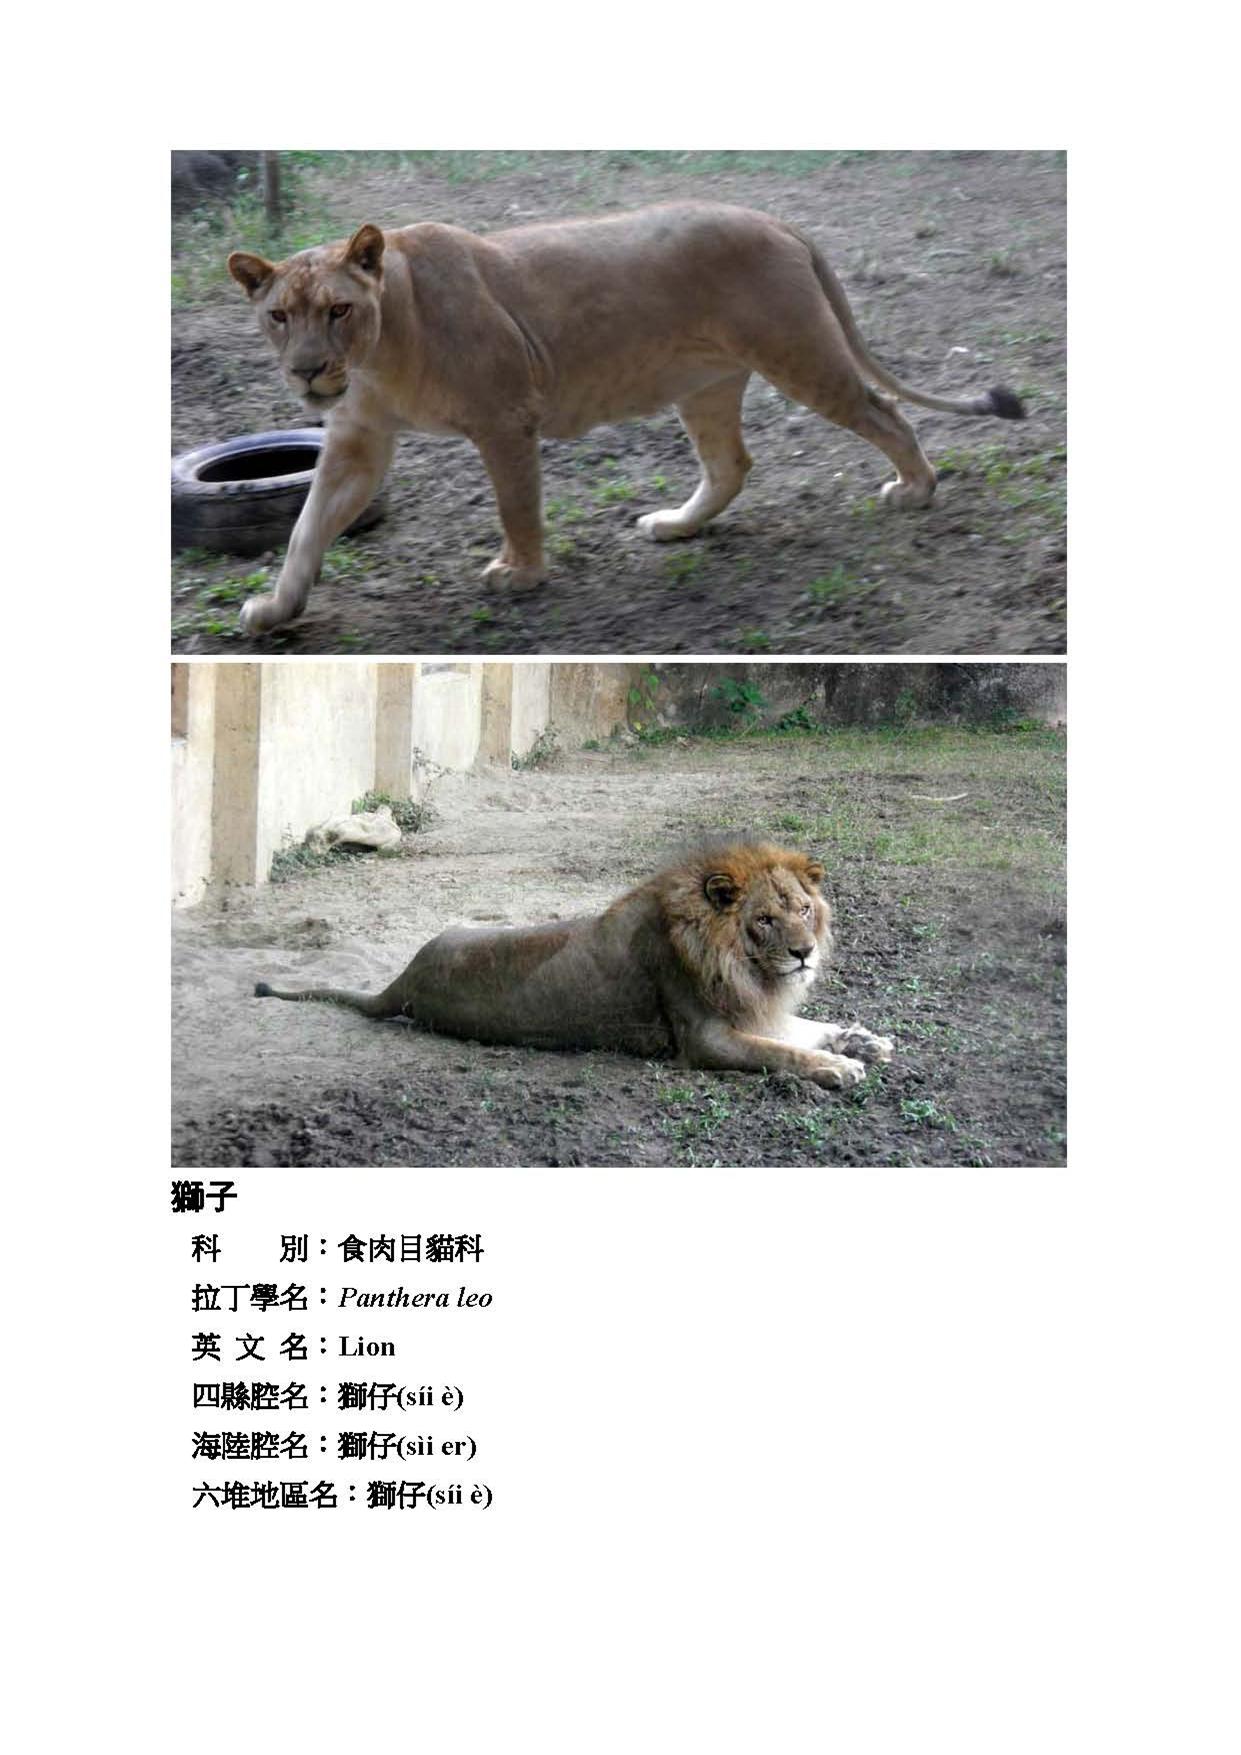 獅子
科　　別：食肉目貓科
拉丁學名：Panthera leo
英 文 名：Lion
四縣腔名：獅仔(síi è)
海陸腔名：獅仔(sìi er)
六堆地區名：獅仔(síi è)